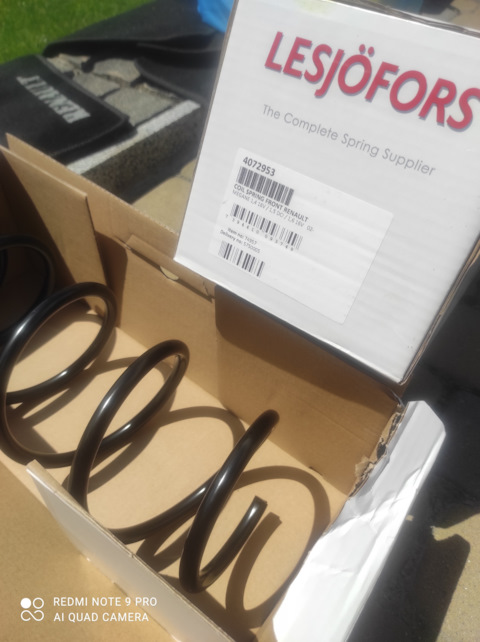 LESJÖFORS
The Complete Spring Supplier
4072953
COIL SPRING FRONT RENAULT
RENAULT
REDMI NOTE 9 PRO
AI QUAD CAMERA